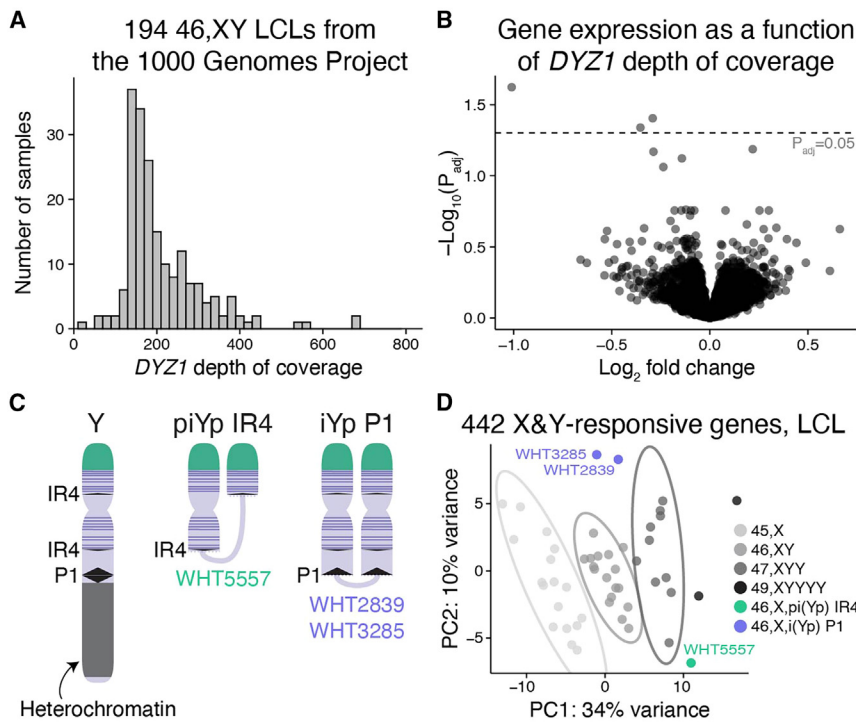 A
194 46,XY LCLs from
the 1000 Genomes Project
Number of samples
30
20
10
0
0
200
400
600
800
DYZ1 depth of coverage
B
Gene expression as a function
of DYZ1 depth of coverage
−Log10(Padj)
1.5
1.0
0.5
0.0
Padj=0.05
−1.0
−0.5
0.0
0.5
Log2 fold change
C
Y
piYp IR4
iYp P1
IR4
IR4
P1
IR4
WHT5557
P1
WHT2839
WHT3285
Heterochromatin
D
442 X&Y-responsive genes, LCL
PC2: 10% variance
5
0
−5
WHT3285
WHT2839
WHT5557
45,X
46,XY
47,XYY
49,XYYYY
46,X,pi(Yp) IR4
46,X,i(Yp) P1
−10
0
10
PC1: 34% variance